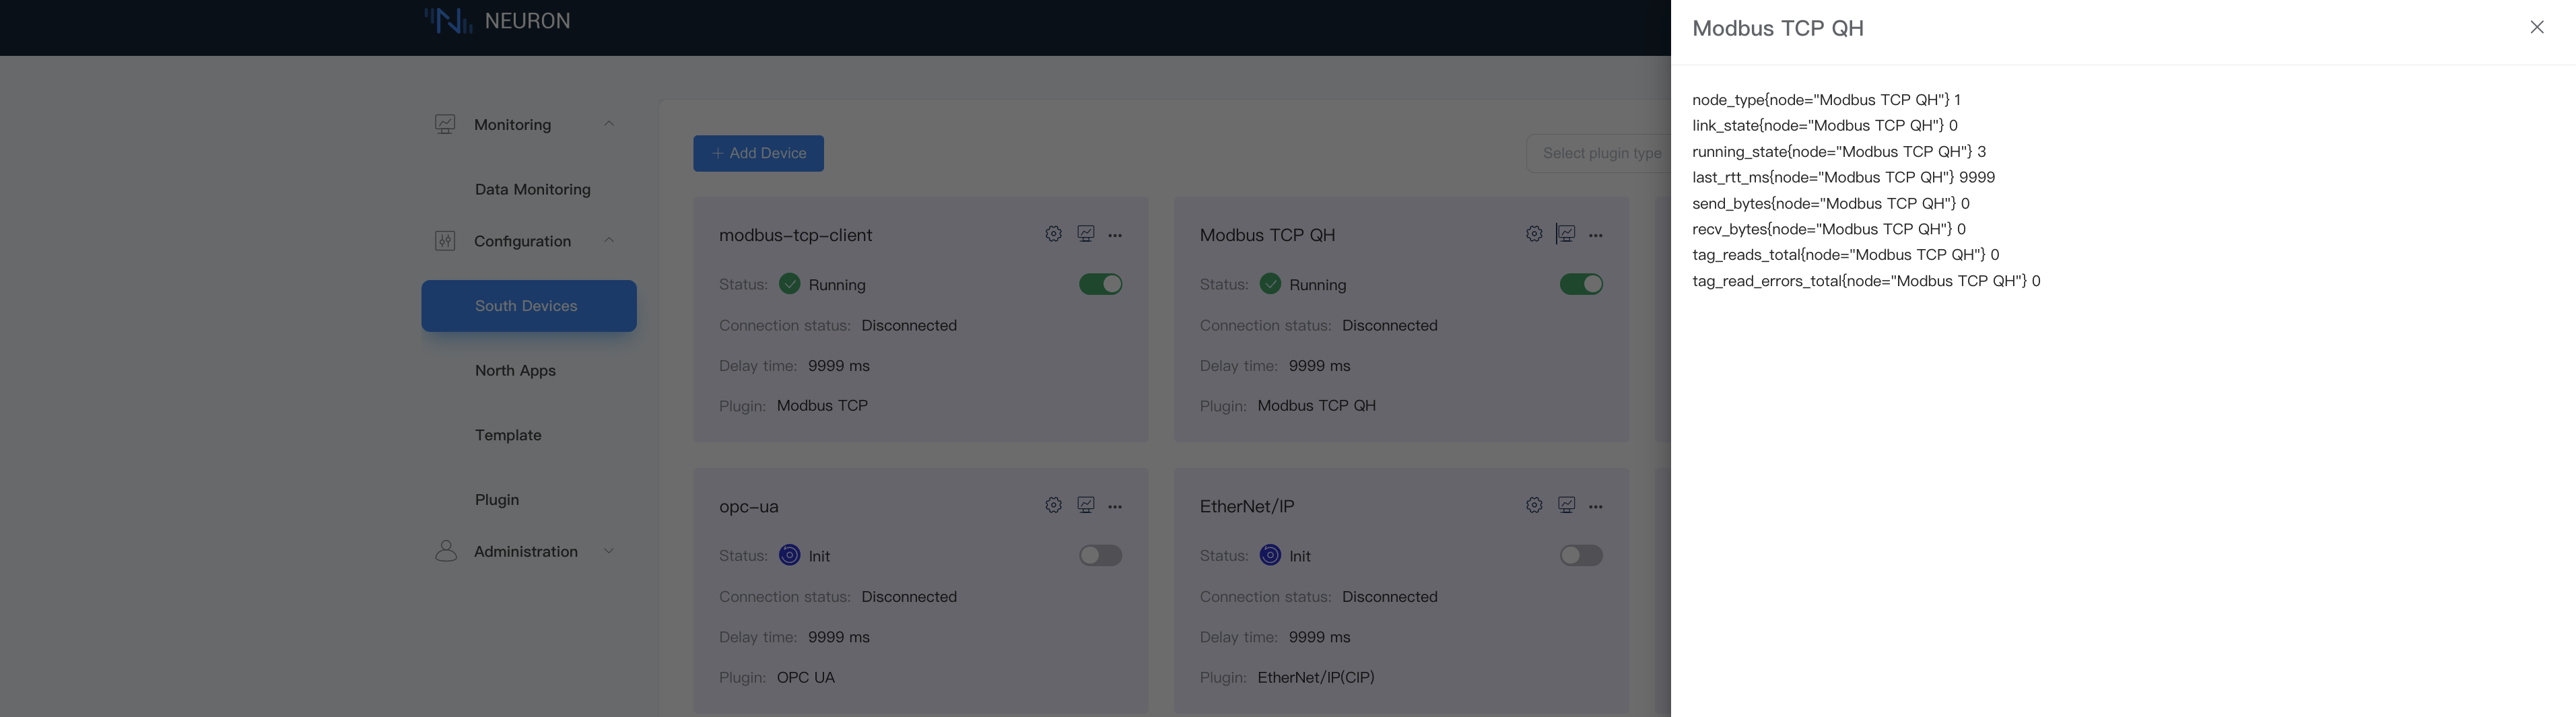 NEURON
Monitoring
Data Monitoring
Configuration
South Devices
North Apps
Template
Plugin
Administration
+ Add Device
Select plugin type
modbus-tcp-client
Status: Running
Connection status: Disconnected
Delay time: 9999 ms
Plugin: Modbus TCP
Modbus TCP QH
Status: Running
Connection status: Disconnected
Delay time: 9999 ms
Plugin: Modbus TCP QH
opc-ua
Status: Init
Connection status: Disconnected
Delay time: 9999 ms
Plugin: OPC UA
EtherNet/IP
Status: Init
Connection status: Disconnected
Delay time: 9999 ms
Plugin: EtherNet/IP(CIP)
Modbus TCP QH
node_type{node="Modbus TCP QH"} 1
link_state{node="Modbus TCP QH"} 0
running_state{node="Modbus TCP QH"} 3
last_rtt_ms{node="Modbus TCP QH"} 9999
send_bytes{node="Modbus TCP QH"} 0
recv_bytes{node="Modbus TCP QH"} 0
tag_reads_total{node="Modbus TCP QH"} 0
tag_read_errors_total{node="Modbus TCP QH"} 0